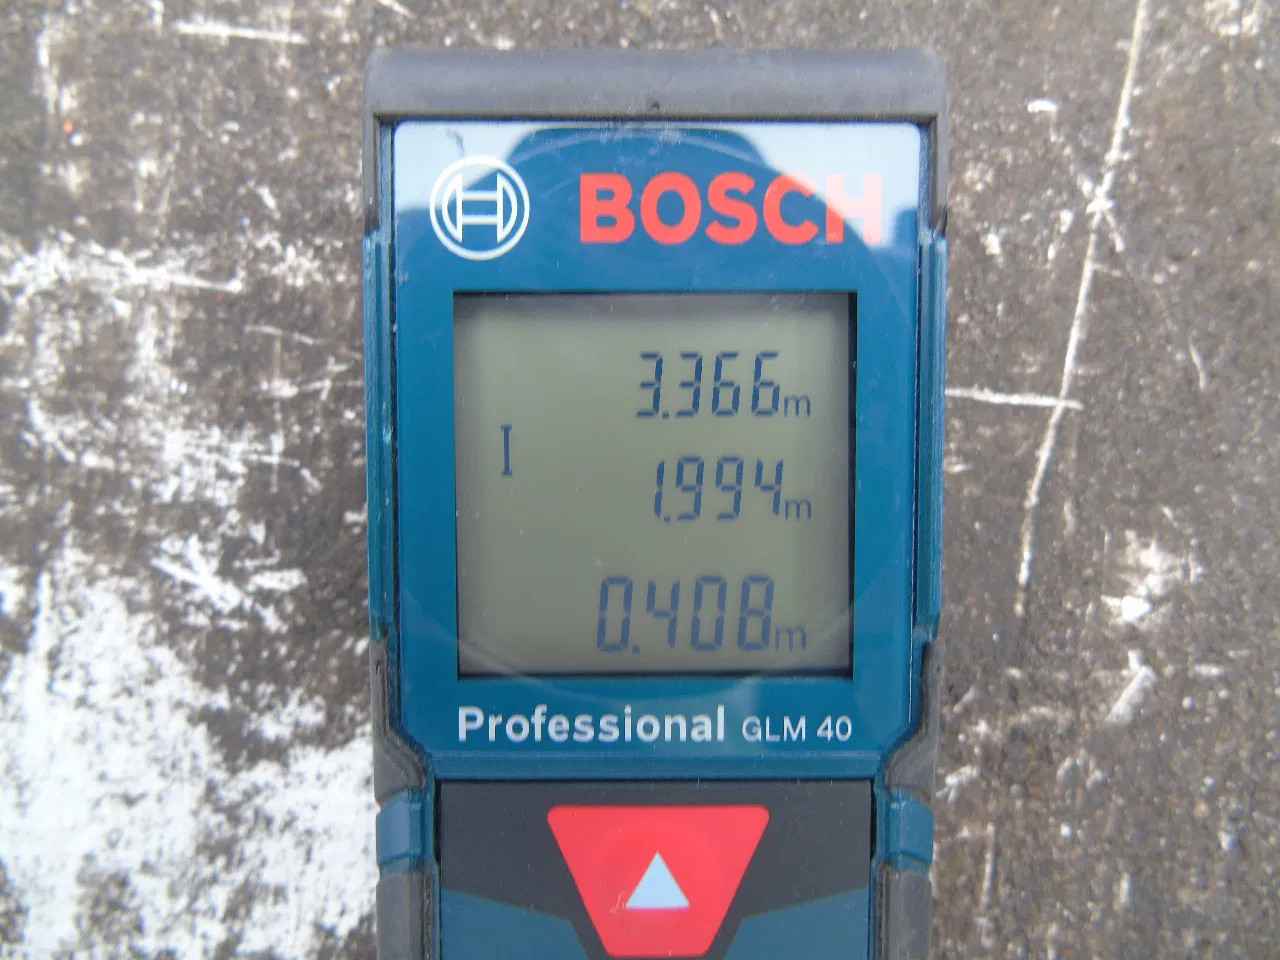 BOSCH
3.366m
1.994m
0.408m
Professional GLM 40